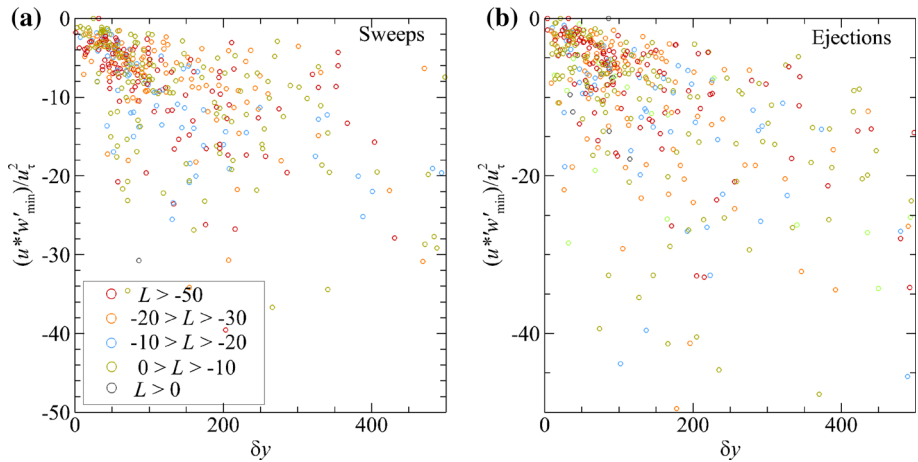 (a)
Sweeps
0
-10
-20
-30
-40
-50
(u*′w′min)/u²τ
L > -50
-20 > L > -30
-10 > L > -20
0 > L > -10
L > 0
0
200
400
δy
(b)
Ejections
0
-20
-40
(u*′w′min)/u²τ
0
200
400
δy